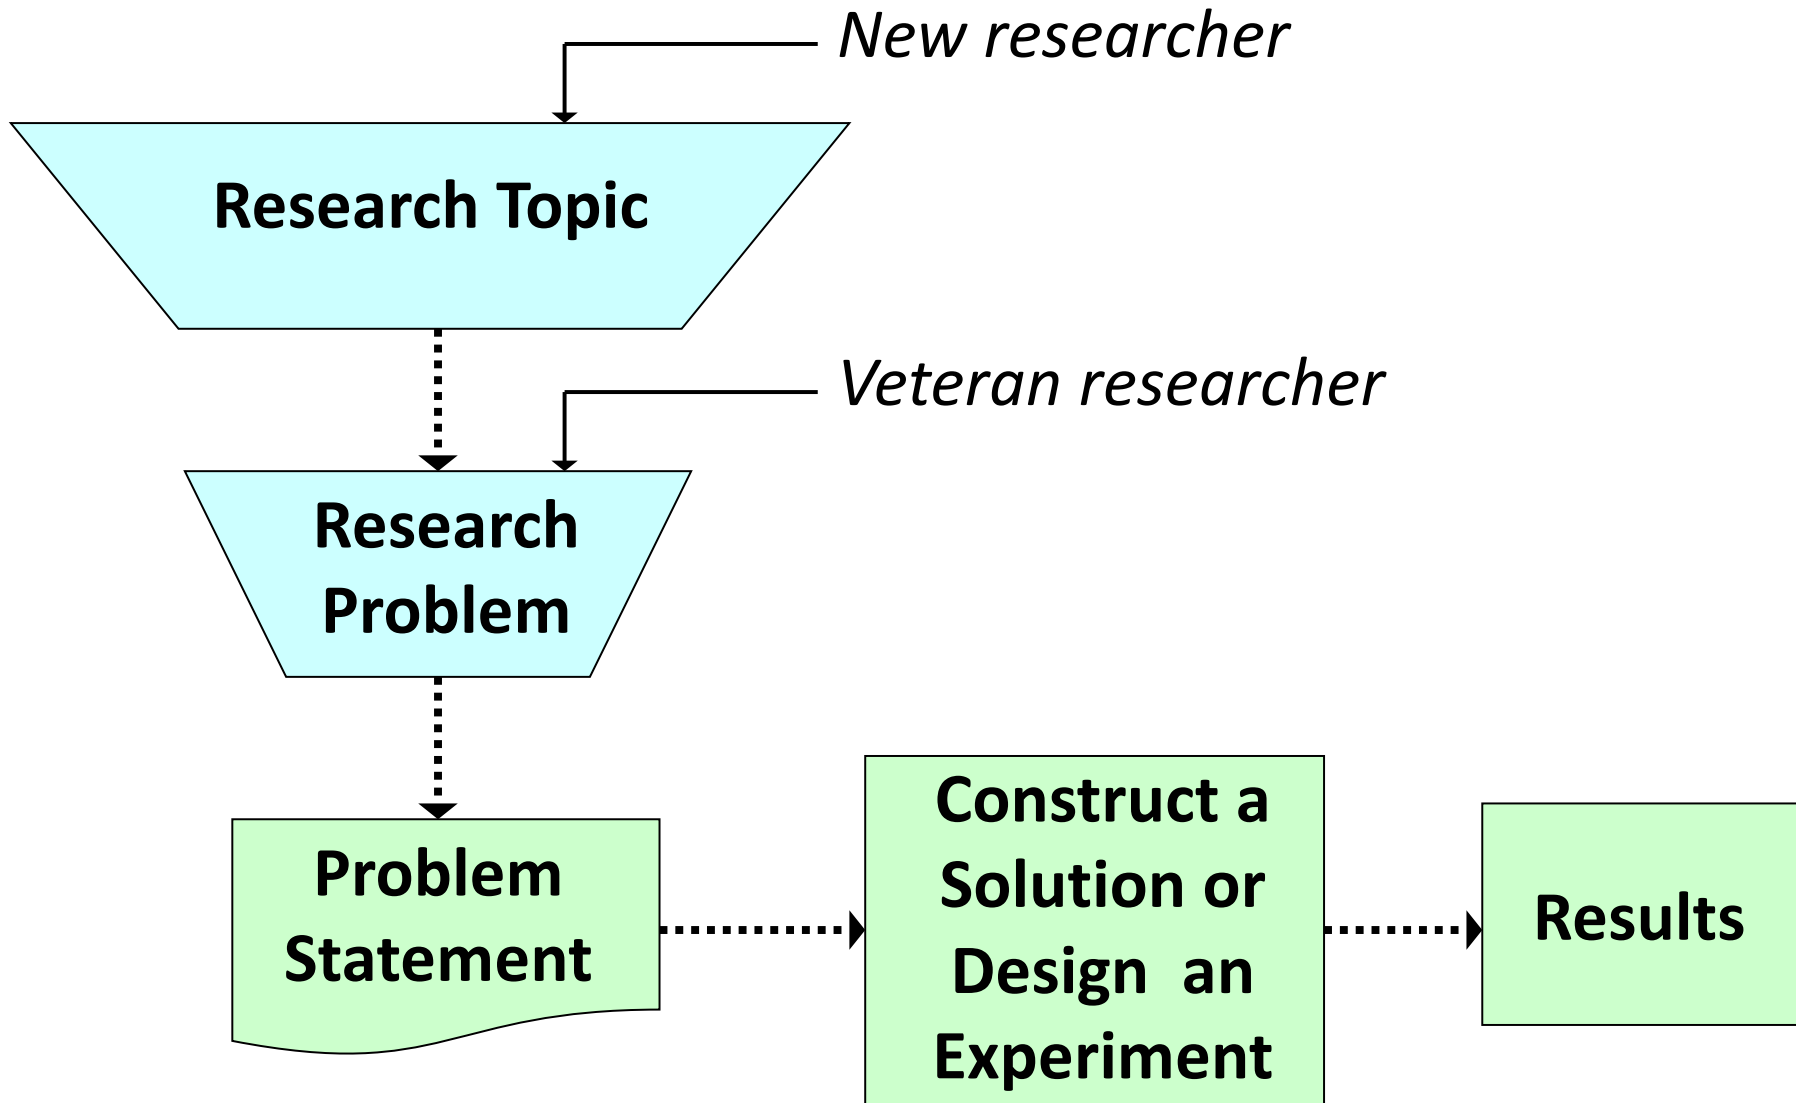 New researcher
Research Topic
Veteran researcher
Research
Problem
Problem
Statement
Construct a
Solution or
Design an
Experiment
Results